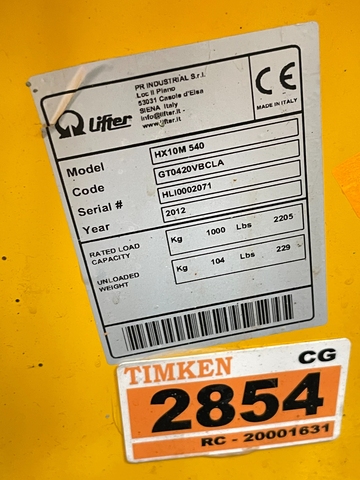 PR INDUSTRIAL S.r.l.
Loc Il Piano
53031 Casole d'Elsa
SIENA Italy
info@lifter.it -
www.lifter.it
CE
MADE IN ITALY
Lifter
Model HX10M 540
Code GT0420VBCLA
Serial # HLI0002071
Year 2012
RATED LOAD CAPACITY Kg 1000 Lbs 2205
UNLOADED WEIGHT Kg 104 Lbs 229
TIMKEN CG
2854
RC - 20001631